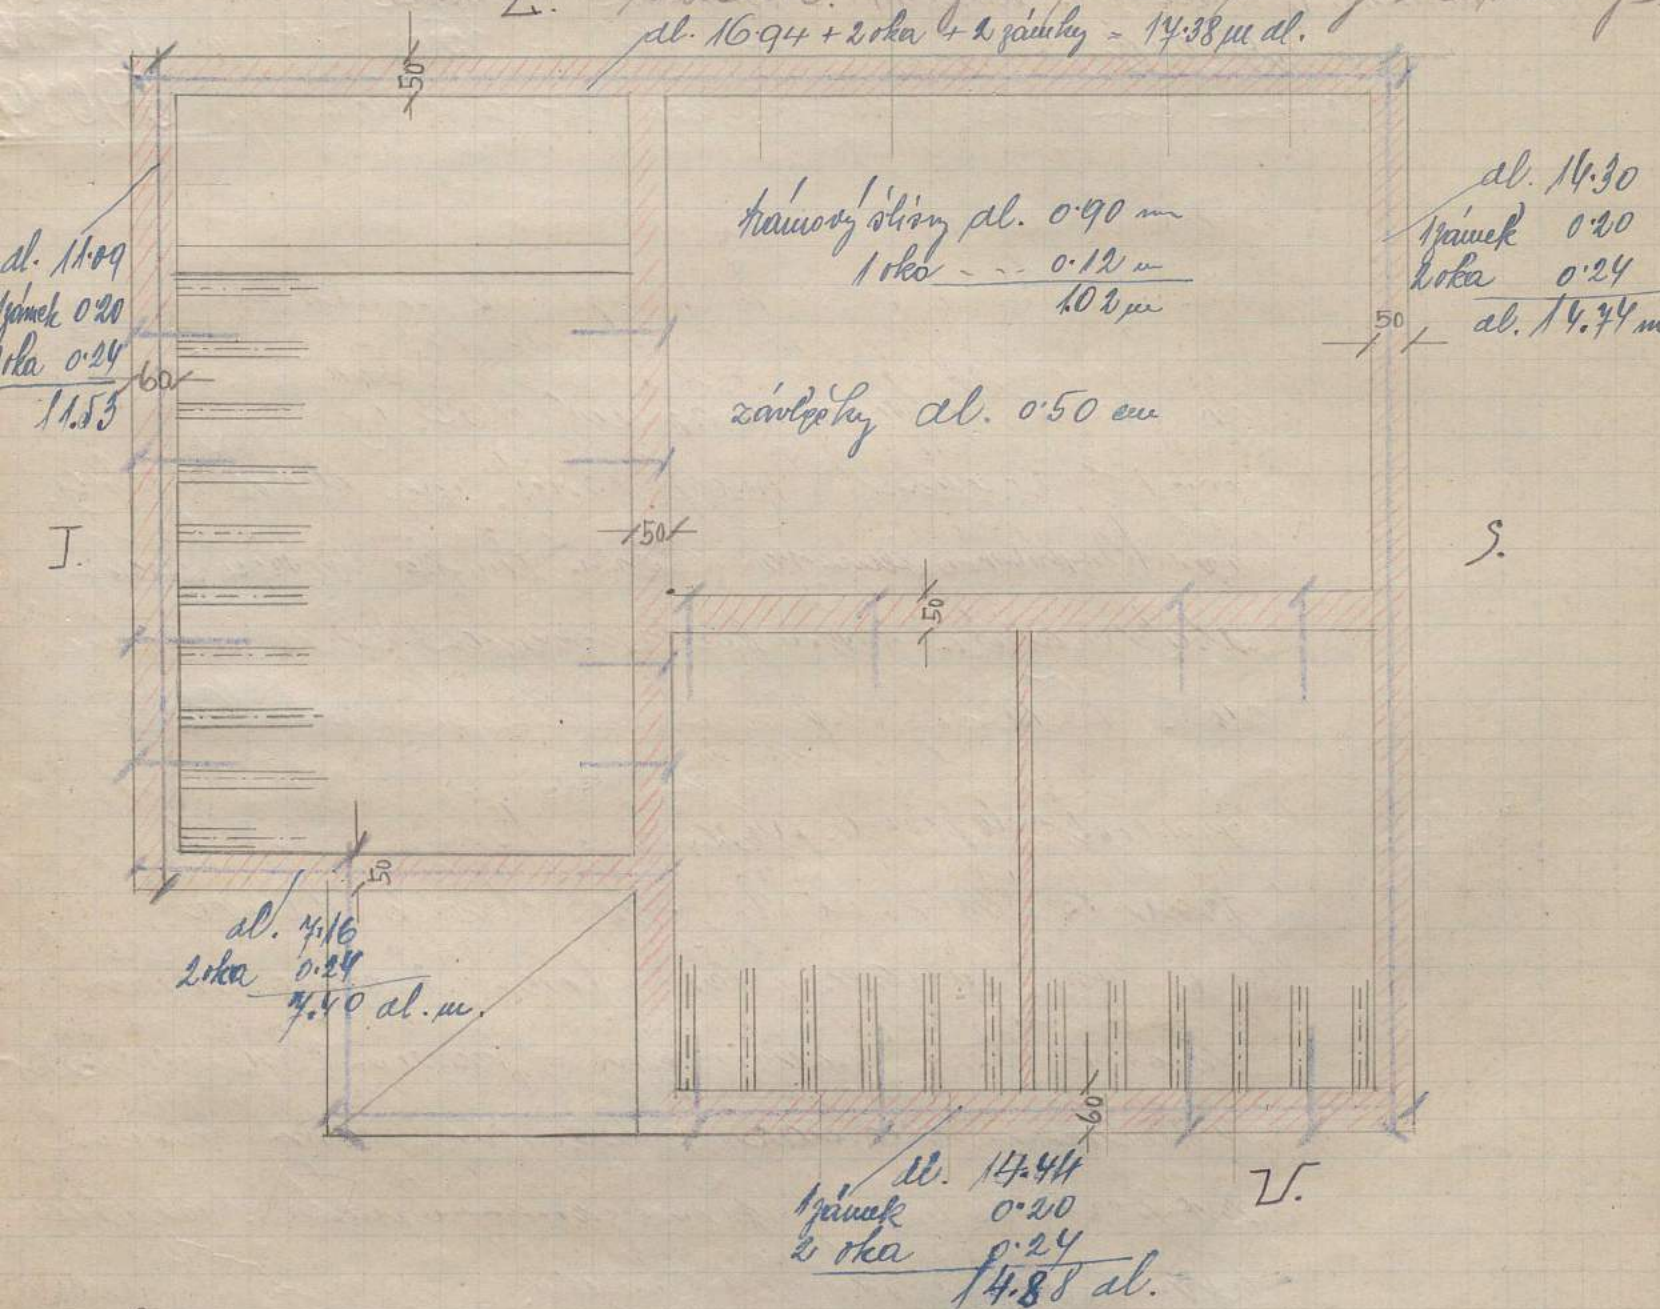 Z.
dl. 16.94 + 2 oka + 2 zámky = 17.38 m dl.
50
trámový dl. 0.90 m
1 oko --- 0.12 m
1.02 m
dl. 14.30
1 zámek 0.20
2 oka 0.24
dl. 14.74 m
50
dl. 11.09
1 zámek 0.20
oka 0.24
11.53
60
dl. 0.50 cm
J.
50
S.
50
50
dl. 7.16
2 oka 0.24
7.40 dl. m.
60
dl. 14.44
1 zámek 0.20
2 oka 0.24
14.88 dl.
V.